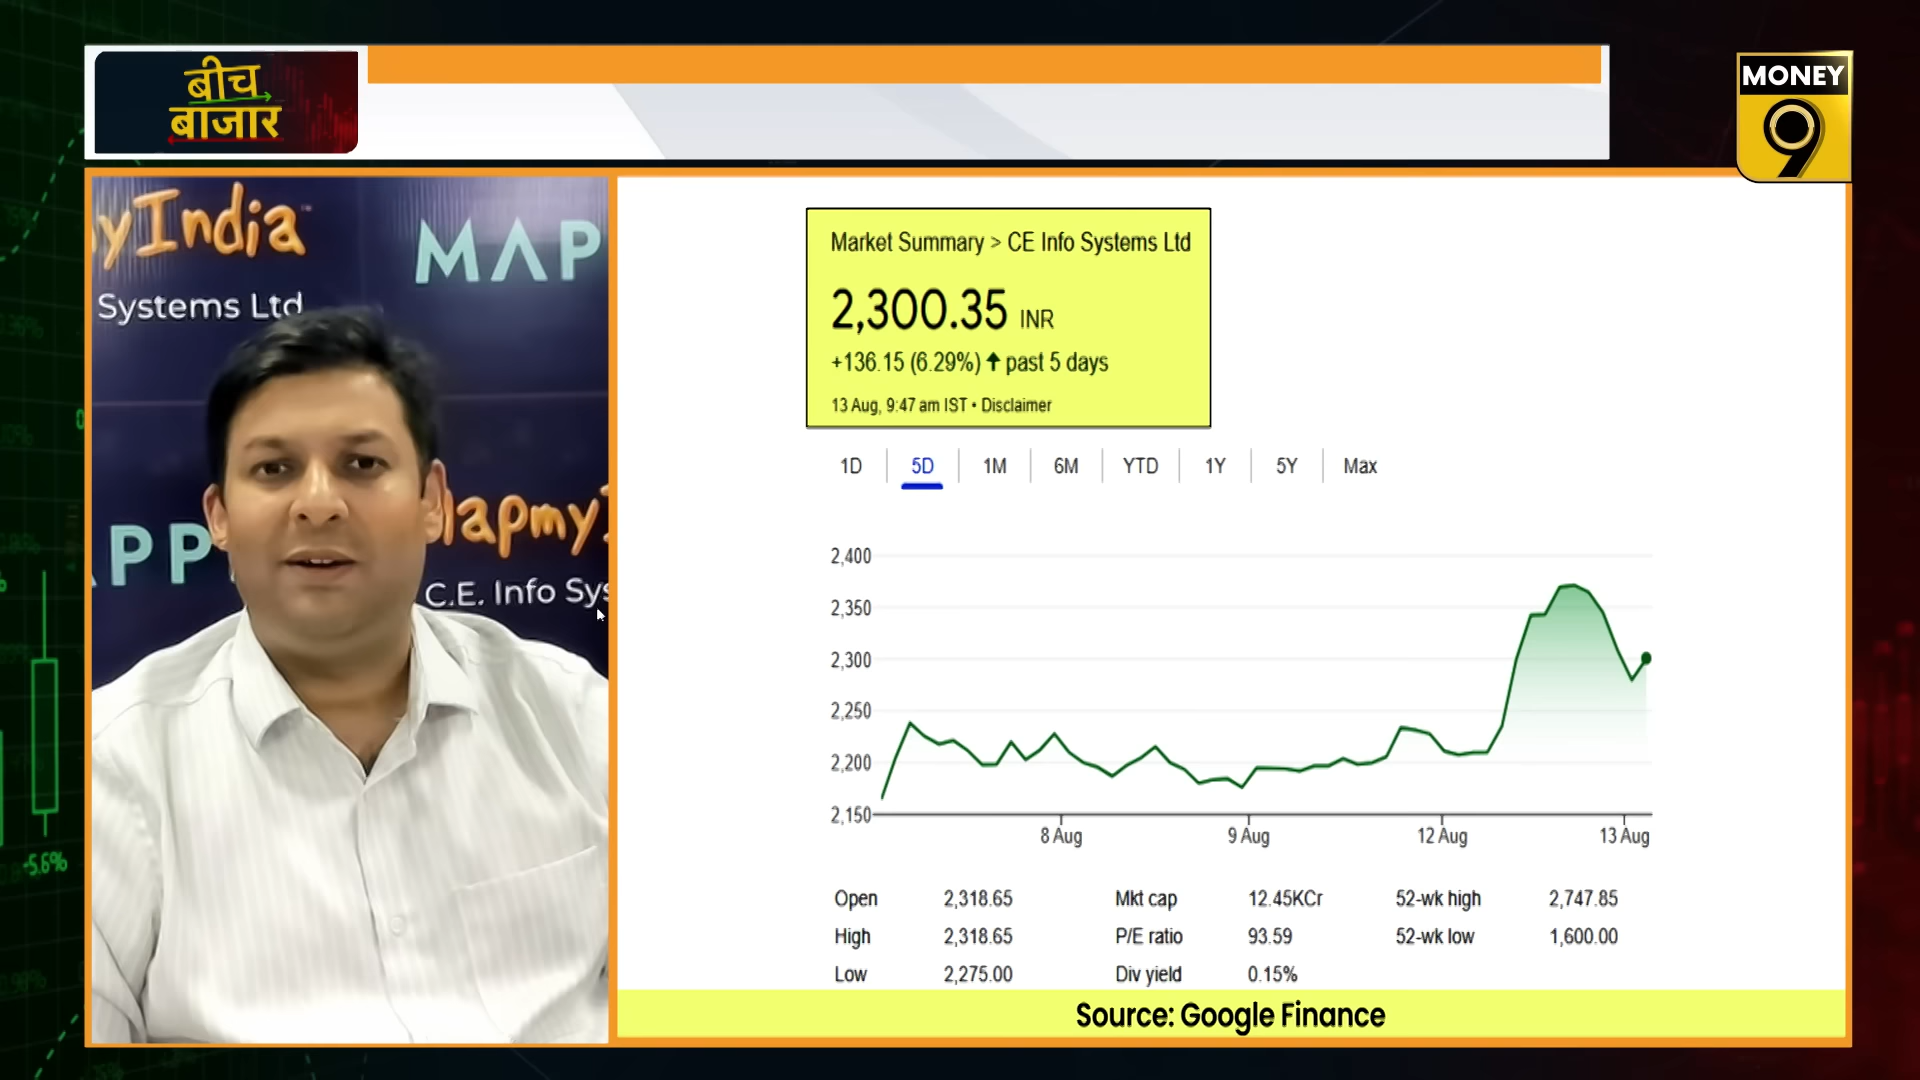 बीच
बाजार
MONEY
9
yIndia™
MAP
Systems Ltd
APP
apmy
C.E. Info Sys
-5.6%
Market Summary > CE Info Systems Ltd
2,300.35 INR
+136.15 (6.29%) ↑ past 5 days
13 Aug, 9:47 am IST • Disclaimer
1D 5D 1M 6M YTD 1Y 5Y Max
2,400
2,350
2,300
2,250
2,200
2,150
8 Aug 9 Aug 12 Aug 13 Aug
Open 2,318.65 Mkt cap 12.45KCr 52-wk high 2,747.85
High 2,318.65 P/E ratio 93.59 52-wk low 1,600.00
Low 2,275.00 Div yield 0.15%
Source: Google Finance